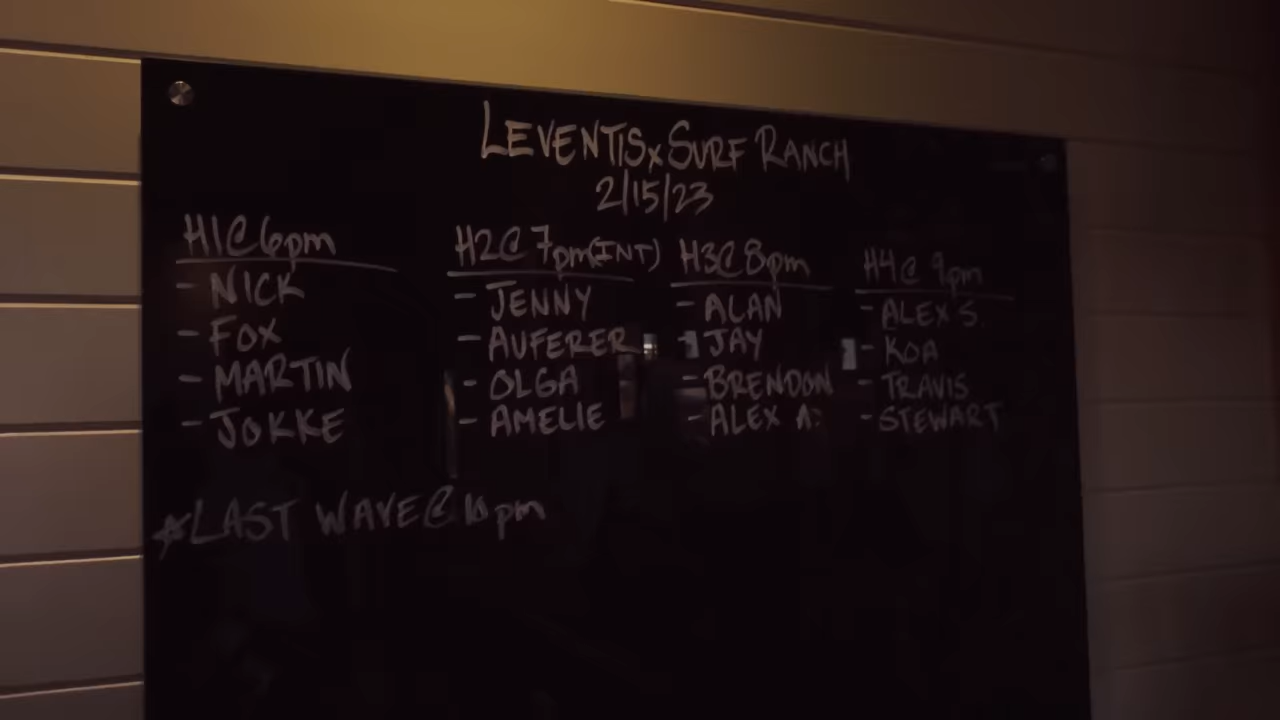 LEVENTIS x SURF RANCH
2/15/23
H1@6pm
- NICK
- FOX
- MARTIN
- JOKKE
H2@7pm(INT)
- JENNY
- AUFERER
- OLGA
- AMELIE
H3@8pm
- ALAN
- JAY
- BRENDON
- ALEX A.
H4@9pm
- ALEX S.
- KOA
- TRAVIS
- STEWART
*LAST WAVE@10pm